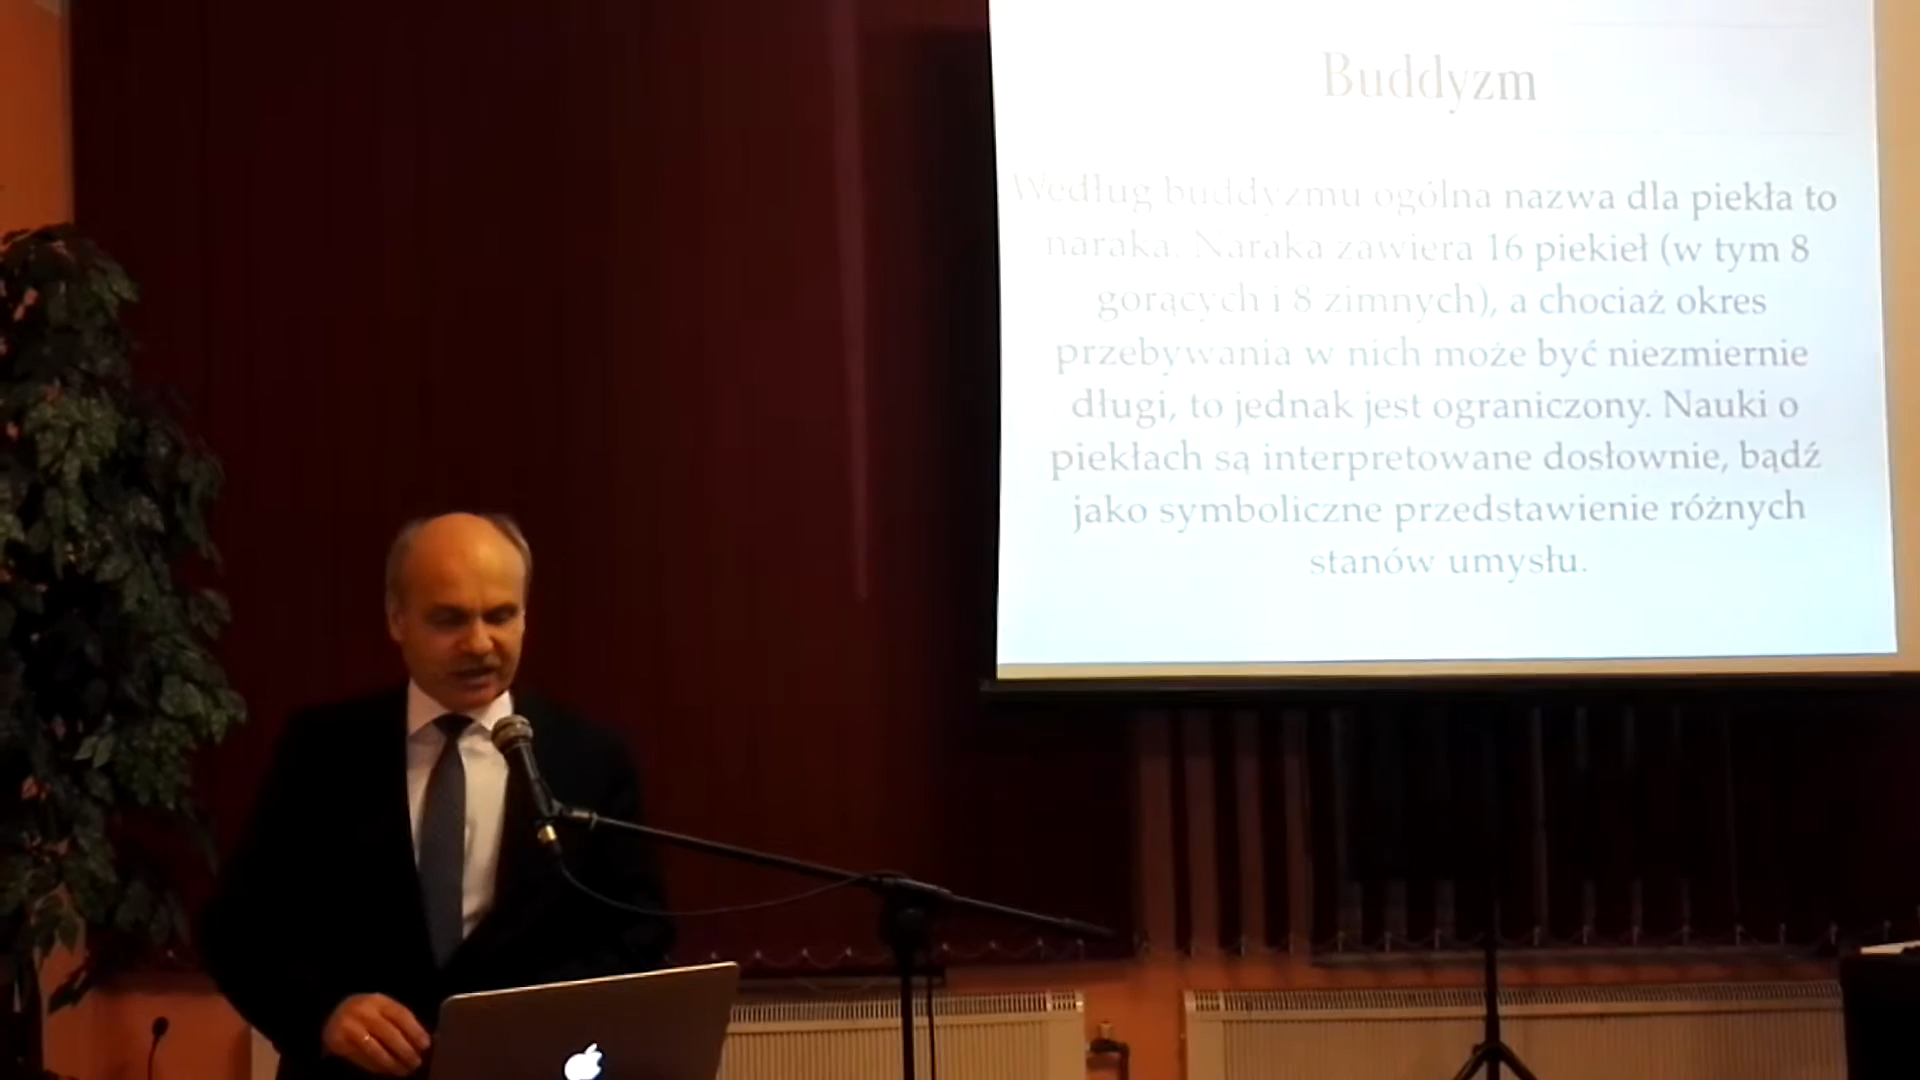 Buddyzm
Według buddyzmu ogólna nazwa dla piekła to
naraka. Naraka zawiera 16 piekieł (w tym 8
gorących i 8 zimnych), a chociaż okres
przebywania w nich może być niezmiernie
długi, to jednak jest ograniczony. Nauki o
piekłach są interpretowane dosłownie, bądź
jako symboliczne przedstawienie różnych
stanów umysłu.